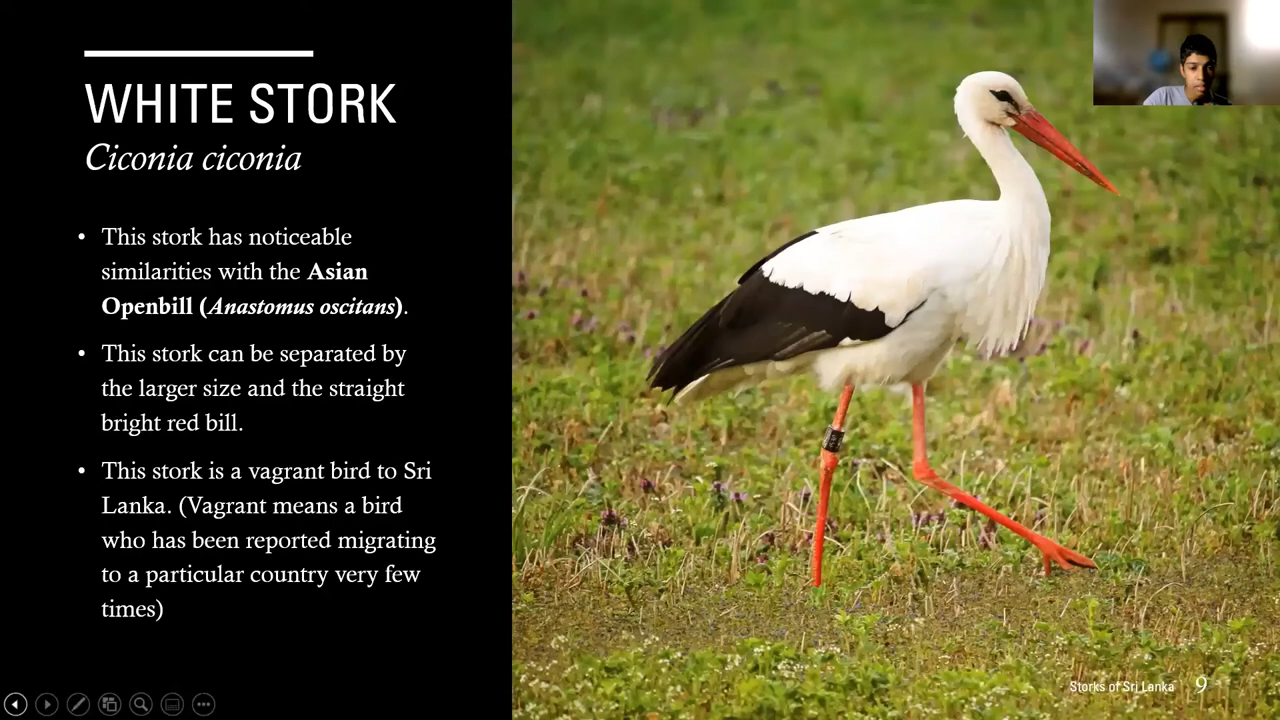 WHITE STORK
Ciconia ciconia
• This stork has noticeable
similarities with the Asian
Openbill (Anastomus oscitans).
• This stork can be separated by
the larger size and the straight
bright red bill.
• This stork is a vagrant bird to Sri
Lanka. (Vagrant means a bird
who has been reported migrating
to a particular country very few
times)
Storks of Sri Lanka 9